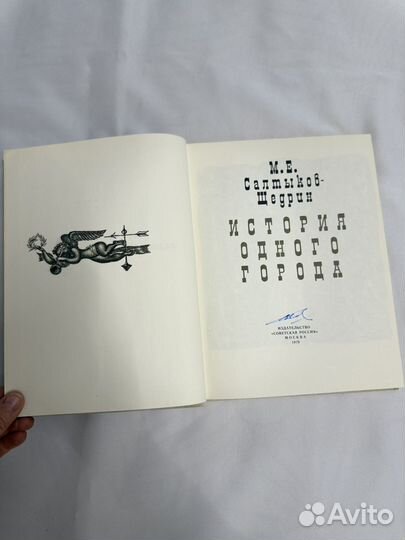 М.Е.
Салтыков-
Щедрин
ИСТОРИЯ
ОДНОГО
ГОРОДА
ИЗДАТЕЛЬСТВО
«СОВЕТСКАЯ РОССИЯ»
МОСКВА
Avito